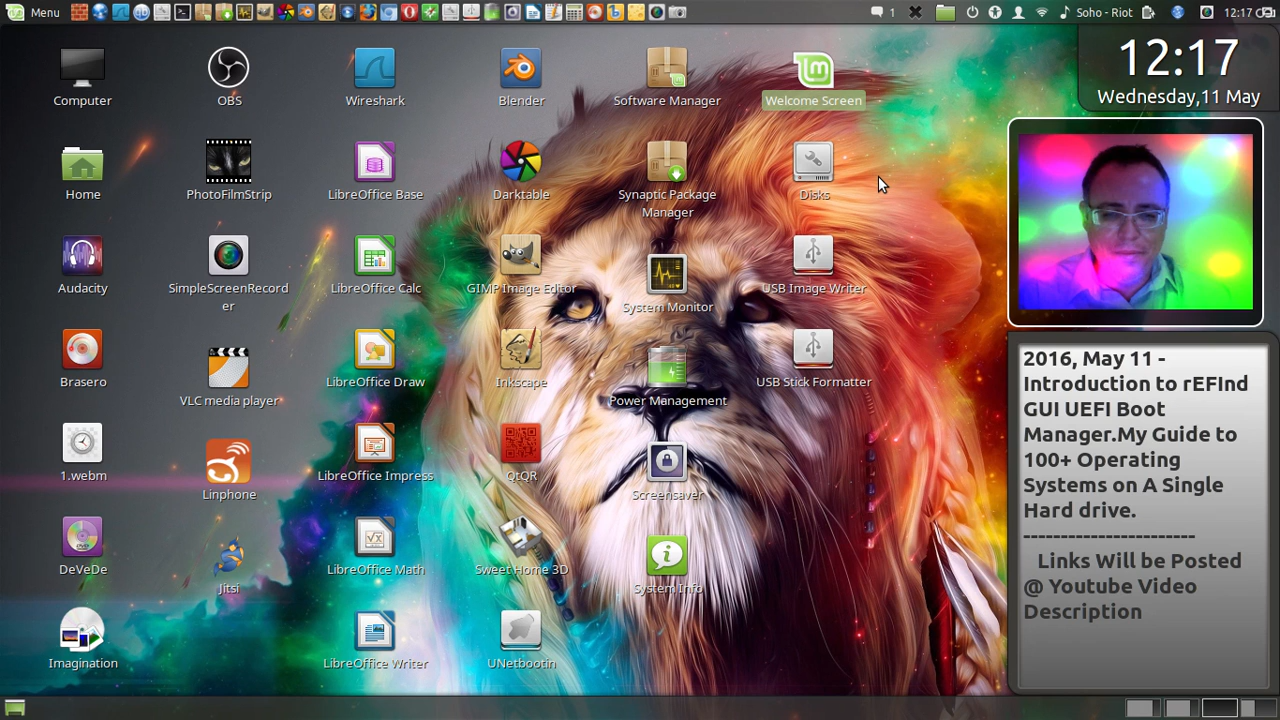 Menu
1
Soho - Riot
12:17
12:17
Wednesday,11 May
Computer
OBS
Wireshark
Blender
Software Manager
Welcome Screen
Home
PhotoFilmStrip
LibreOffice Base
Darktable
Synaptic Package
Manager
Disks
Audacity
SimpleScreenRecord
er
LibreOffice Calc
GIMP Image Editor
System Monitor
USB Image Writer
Brasero
VLC media player
LibreOffice Draw
Inkscape
Power Management
USB Stick Formatter
1.webm
Linphone
LibreOffice Impress
QtQR
Screensaver
DeVeDe
Jitsi
LibreOffice Math
Sweet Home 3D
System Info
Imagination
LibreOffice Writer
UNetbootin
2016, May 11 -
Introduction to rEFInd
GUI UEFI Boot
Manager.My Guide to
100+ Operating
Systems on A Single
Hard drive.
-----------------------
Links Will be Posted
@ Youtube Video
Description